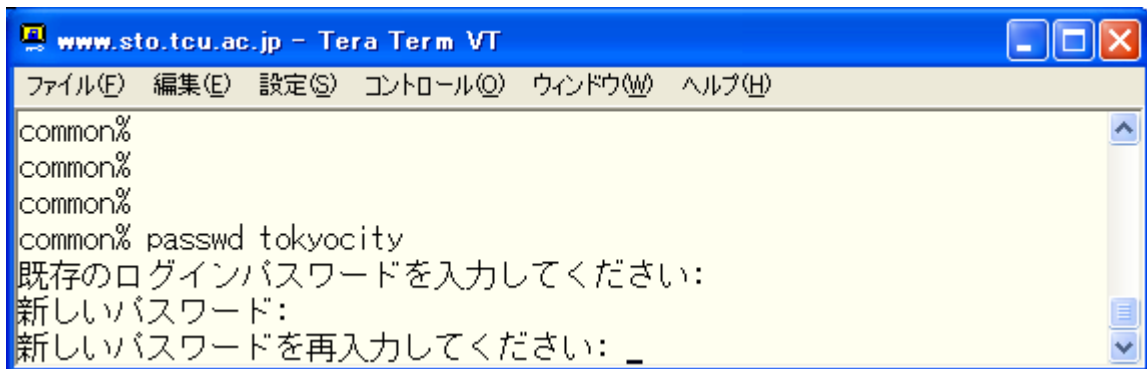 www.sto.tcu.ac.jp - Tera Term VT
ファイル(F) 編集(E) 設定(S) コントロール(O) ウィンドウ(W) ヘルプ(H)
common%
common%
common%
common% passwd tokyocity
既存のログインパスワードを入力してください:
新しいパスワード:
新しいパスワードを再入力してください: _